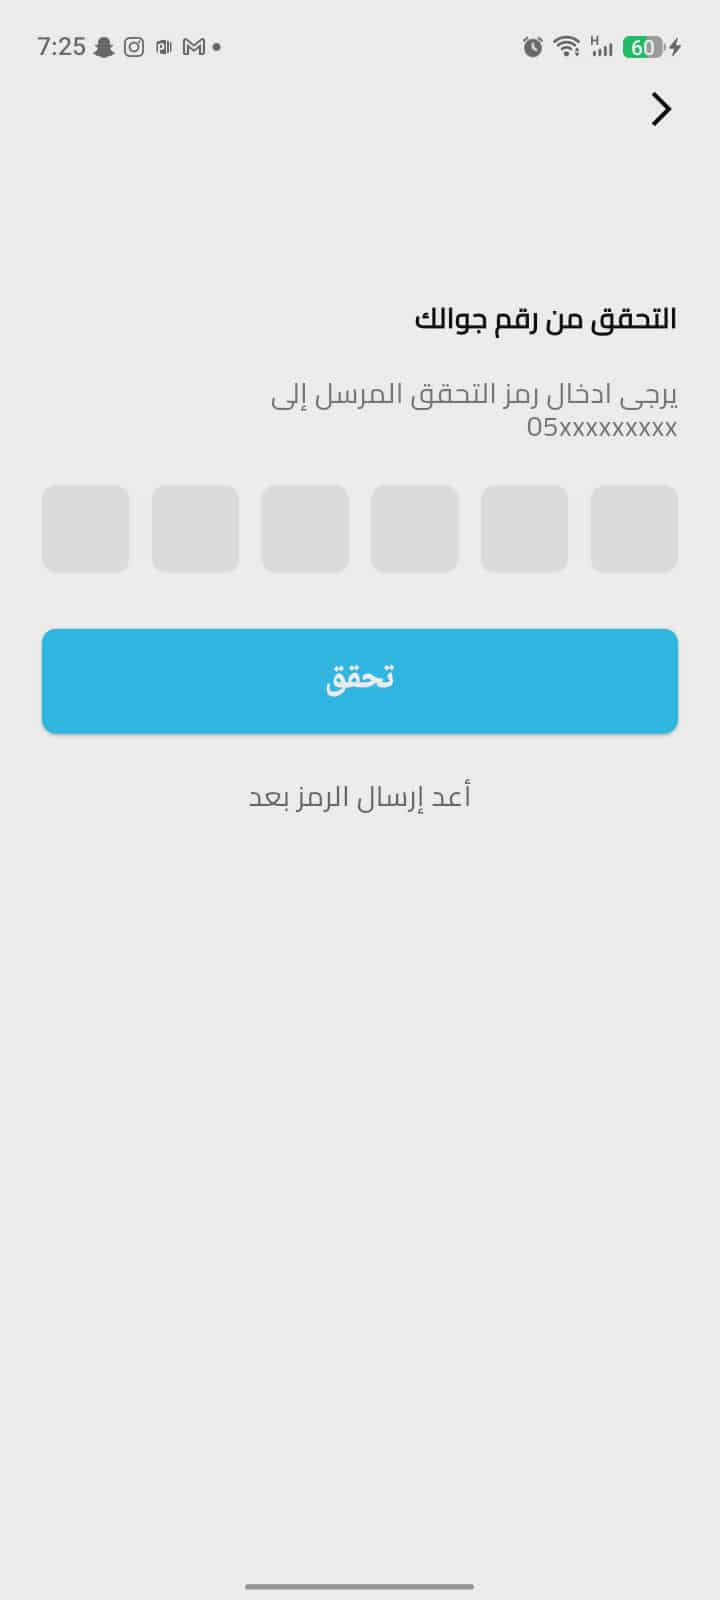 7:25
H
60
التحقق من رقم جوالك
يرجى ادخال رمز التحقق المرسل إلى
05xxxxxxxxx
تحقق
أعد إرسال الرمز بعد